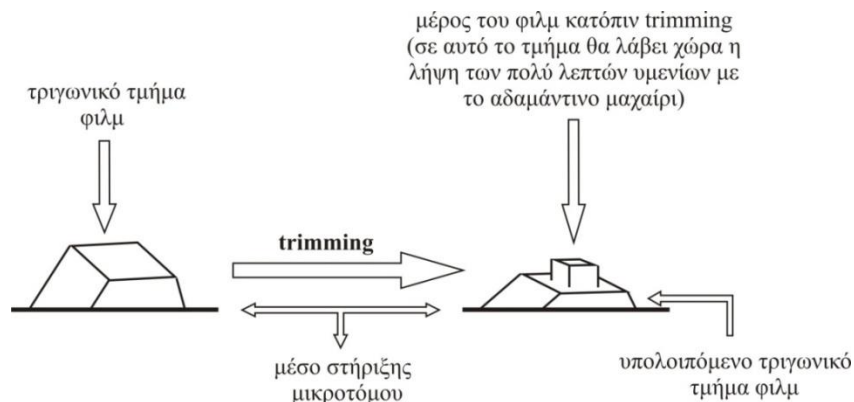 μέρος του φιλμ κατόπιν trimming
(σε αυτό το τμήμα θα λάβει χώρα η
λήψη των πολύ λεπτών υμενίων με
το αδαμάντινο μαχαίρι)
τριγωνικό τμήμα
φιλμ
trimming
μέσο στήριξης
μικροτόμου
υπολοιπόμενο τριγωνικό
τμήμα φιλμ